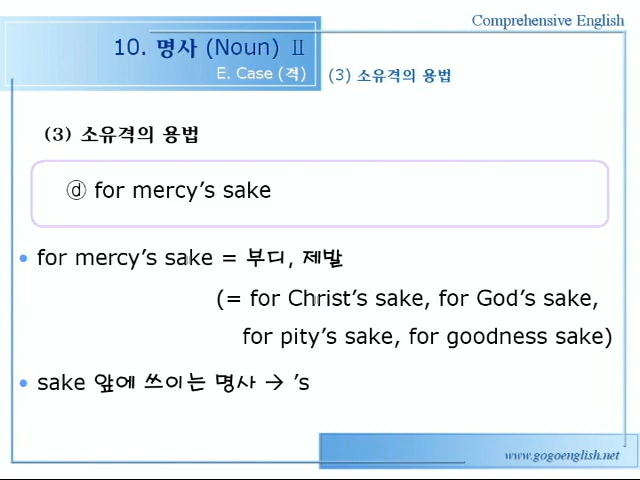 Comprehensive English
10. 명사 (Noun) Ⅱ
E. Case (격)
(3) 소유격의 용법
(3) 소유격의 용법
ⓓ for mercy’s sake
• for mercy’s sake = 부디, 제발
(= for Christ’s sake, for God’s sake,
for pity’s sake, for goodness sake)
• sake 앞에 쓰이는 명사 → ’s
www.gogoenglish.net